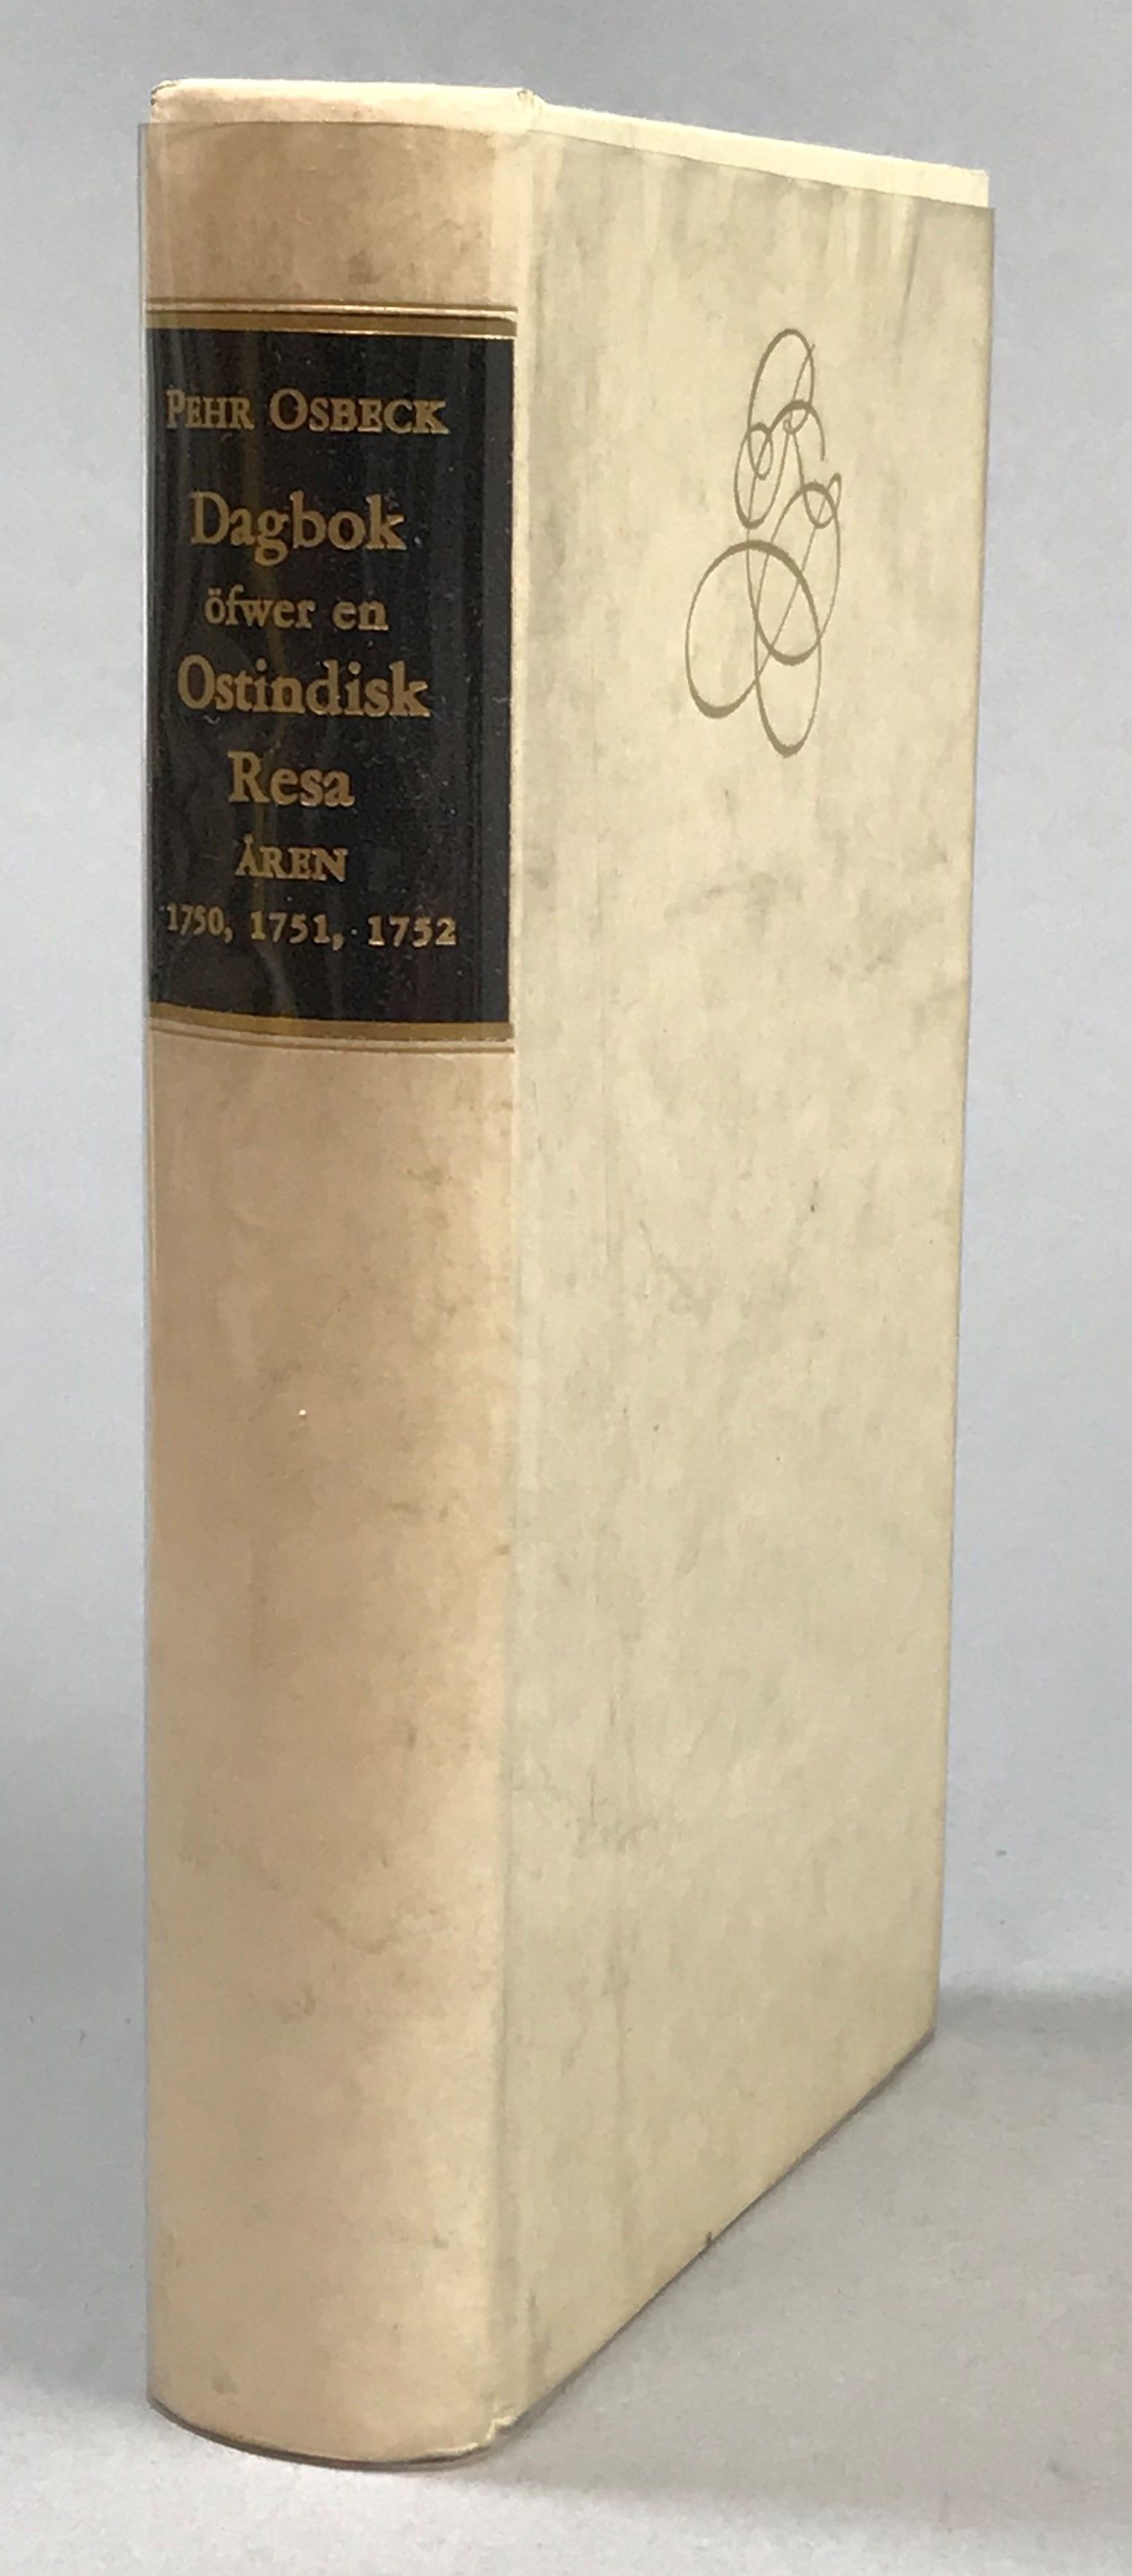 PEHR OSBECK
Dagbok
öfwer en
Ostindisk
Resa
ÅREN
1750, 1751, 1752